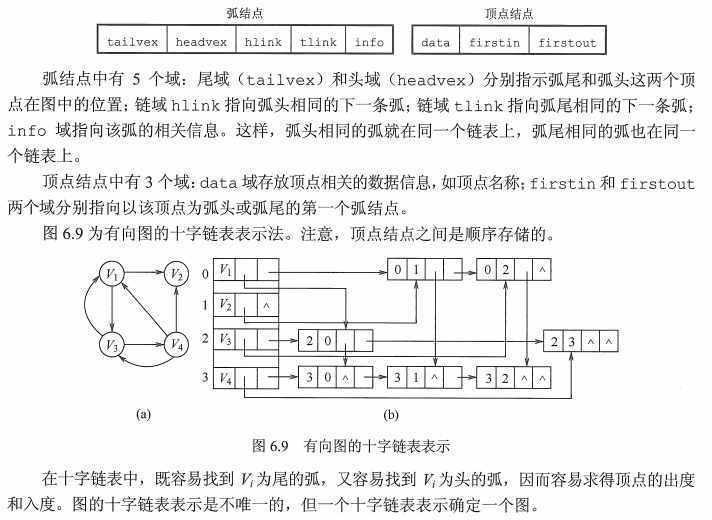 弧结点 顶点结点
tailvex headvex hlink tlink info data firstin firstout
弧结点中有 5 个域：尾域（tailvex）和头域（headvex）分别指示弧尾和弧头这两个顶
点在图中的位置；链域 hlink 指向弧头相同的下一条弧；链域 tlink 指向弧尾相同的下一条弧；
info 域指向该弧的相关信息。这样，弧头相同的弧就在同一个链表上，弧尾相同的弧也在同一
个链表上。
顶点结点中有 3 个域：data 域存放顶点相关的数据信息，如顶点名称；firstin 和 firstout
两个域分别指向以该顶点为弧头或弧尾的第一个弧结点。
图 6.9 为有向图的十字链表表示法。注意，顶点结点之间是顺序存储的。
V1 V2 0 V1 0 1 0 2 ^
1 V2 ^
V3 V4 2 V3 2 0 2 3 ^ ^
3 V4 3 0 ^ 3 1 ^ 3 2 ^ ^
(a) (b)
图 6.9 有向图的十字链表表示
在十字链表中，既容易找到 Vi 为尾的弧，又容易找到 Vi 为头的弧，因而容易求得顶点的出度
和入度。图的十字链表表示是不唯一的，但一个十字链表表示确定一个图。